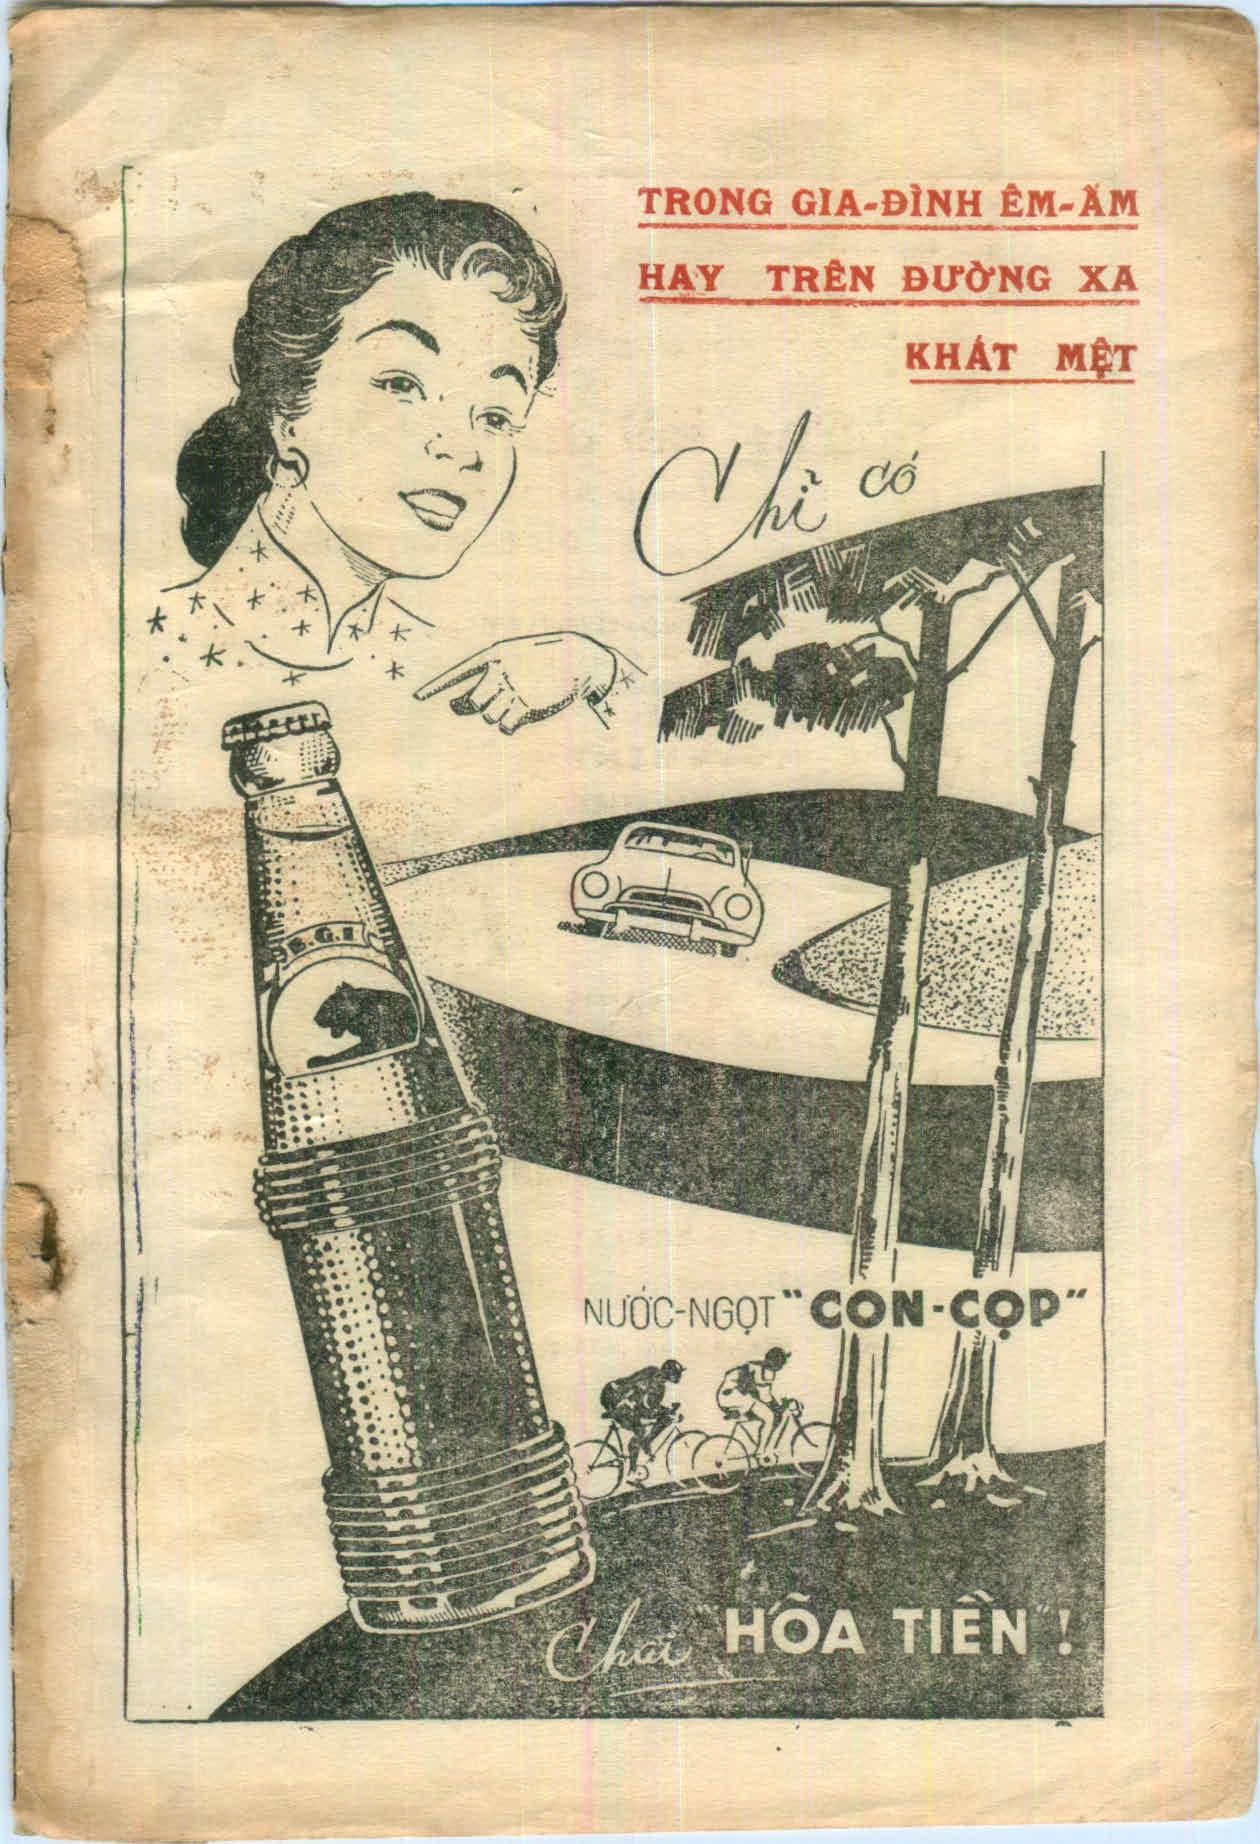 TRONG GIA-ĐÌNH ÊM-ẤM
HAY TRÊN ĐƯỜNG XA
KHÁT MỆT
Chĩ có
B.G.I
NƯỚC-NGỌT "CON-CỌP"
Chai "HỎA TIỄN"!